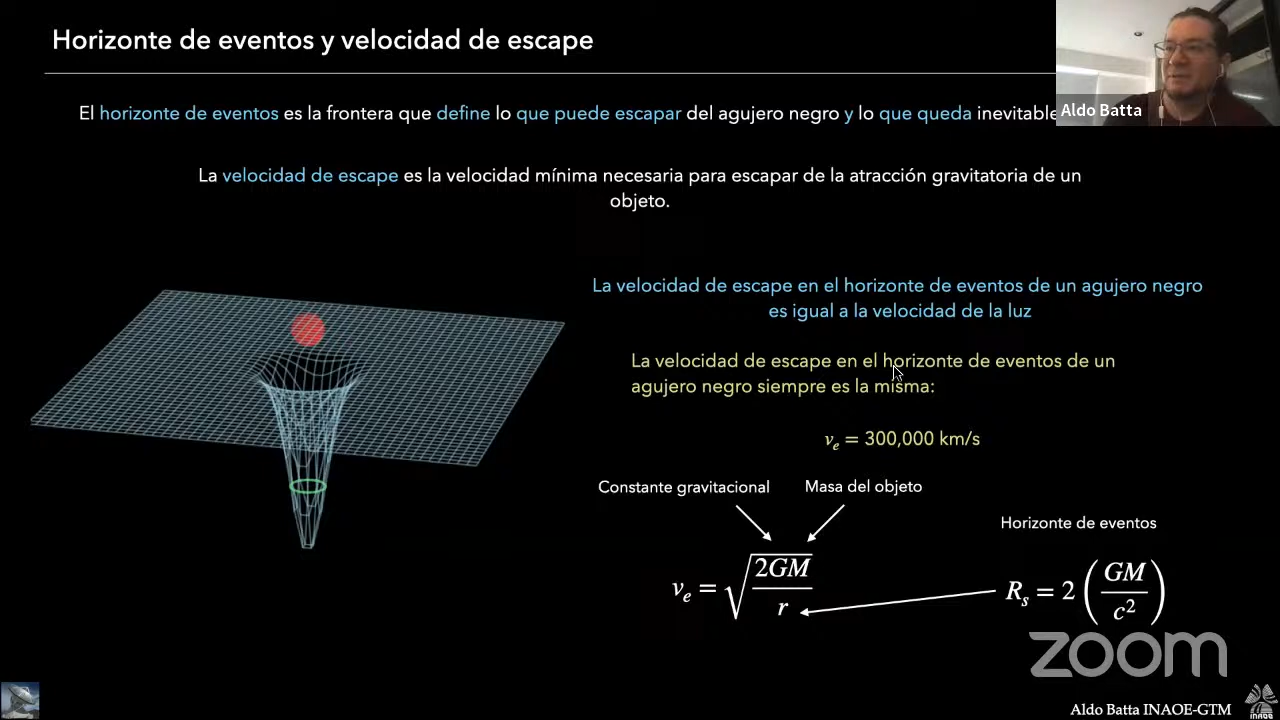 Horizonte de eventos y velocidad de escape
El horizonte de eventos es la frontera que define lo que puede escapar del agujero negro y lo que queda
Aldo Batta
La velocidad de escape es la velocidad mínima necesaria para escapar de la atracción gravitatoria de un
objeto.
La velocidad de escape en el horizonte de eventos de un agujero negro
es igual a la velocidad de la luz
La velocidad de escape en el horizonte de eventos de un
agujero negro siempre es la misma:
v_e = 300,000 km/s
Constante gravitacional
Masa del objeto
Horizonte de eventos
v_e = √(2GM / r)
R_s = 2 (GM / c²)
zoom
Aldo Batta INAOE-GTM
INAOE